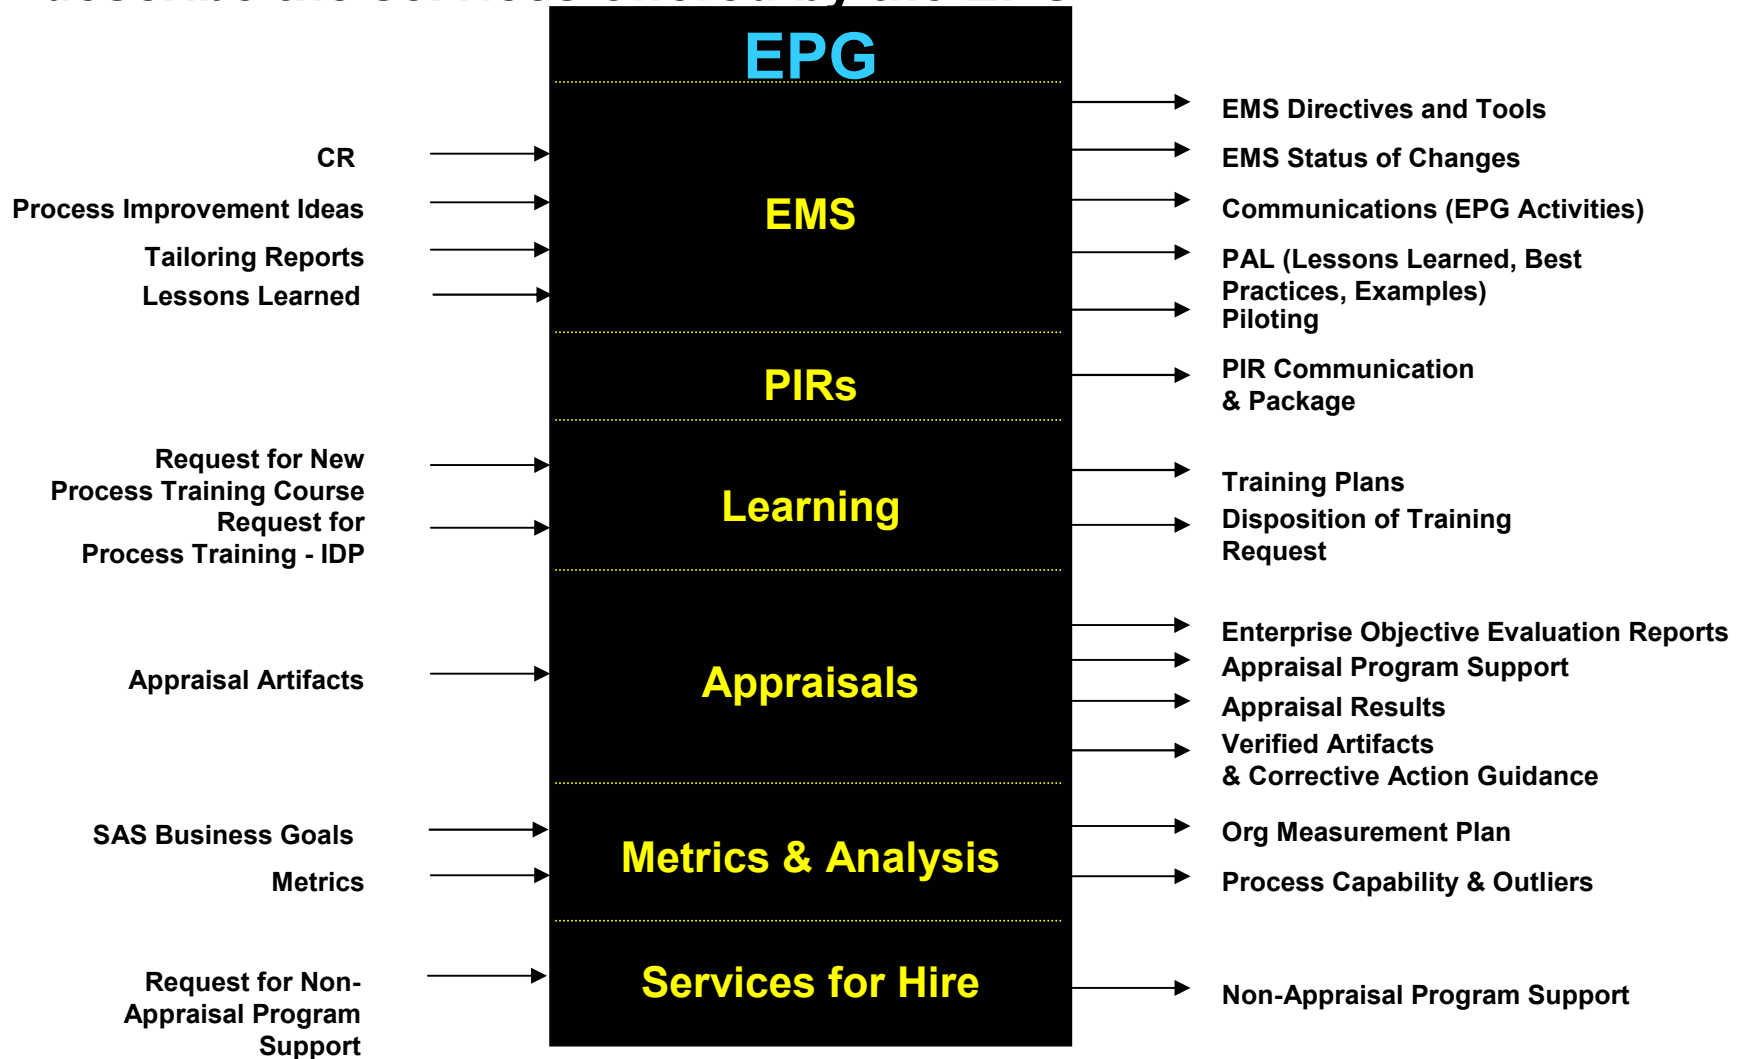 EPG
EMS
PIRs
Learning
Appraisals
Metrics & Analysis
Services for Hire
CR
Process Improvement Ideas
Tailoring Reports
Lessons Learned
Request for New
Process Training Course
Request for
Process Training - IDP
Appraisal Artifacts
SAS Business Goals
Metrics
Request for Non-
Appraisal Program
Support
EMS Directives and Tools
EMS Status of Changes
Communications (EPG Activities)
PAL (Lessons Learned, Best
Practices, Examples)
Piloting
PIR Communication
& Package
Training Plans
Disposition of Training
Request
Enterprise Objective Evaluation Reports
Appraisal Program Support
Appraisal Results
Verified Artifacts
& Corrective Action Guidance
Org Measurement Plan
Process Capability & Outliers
Non-Appraisal Program Support